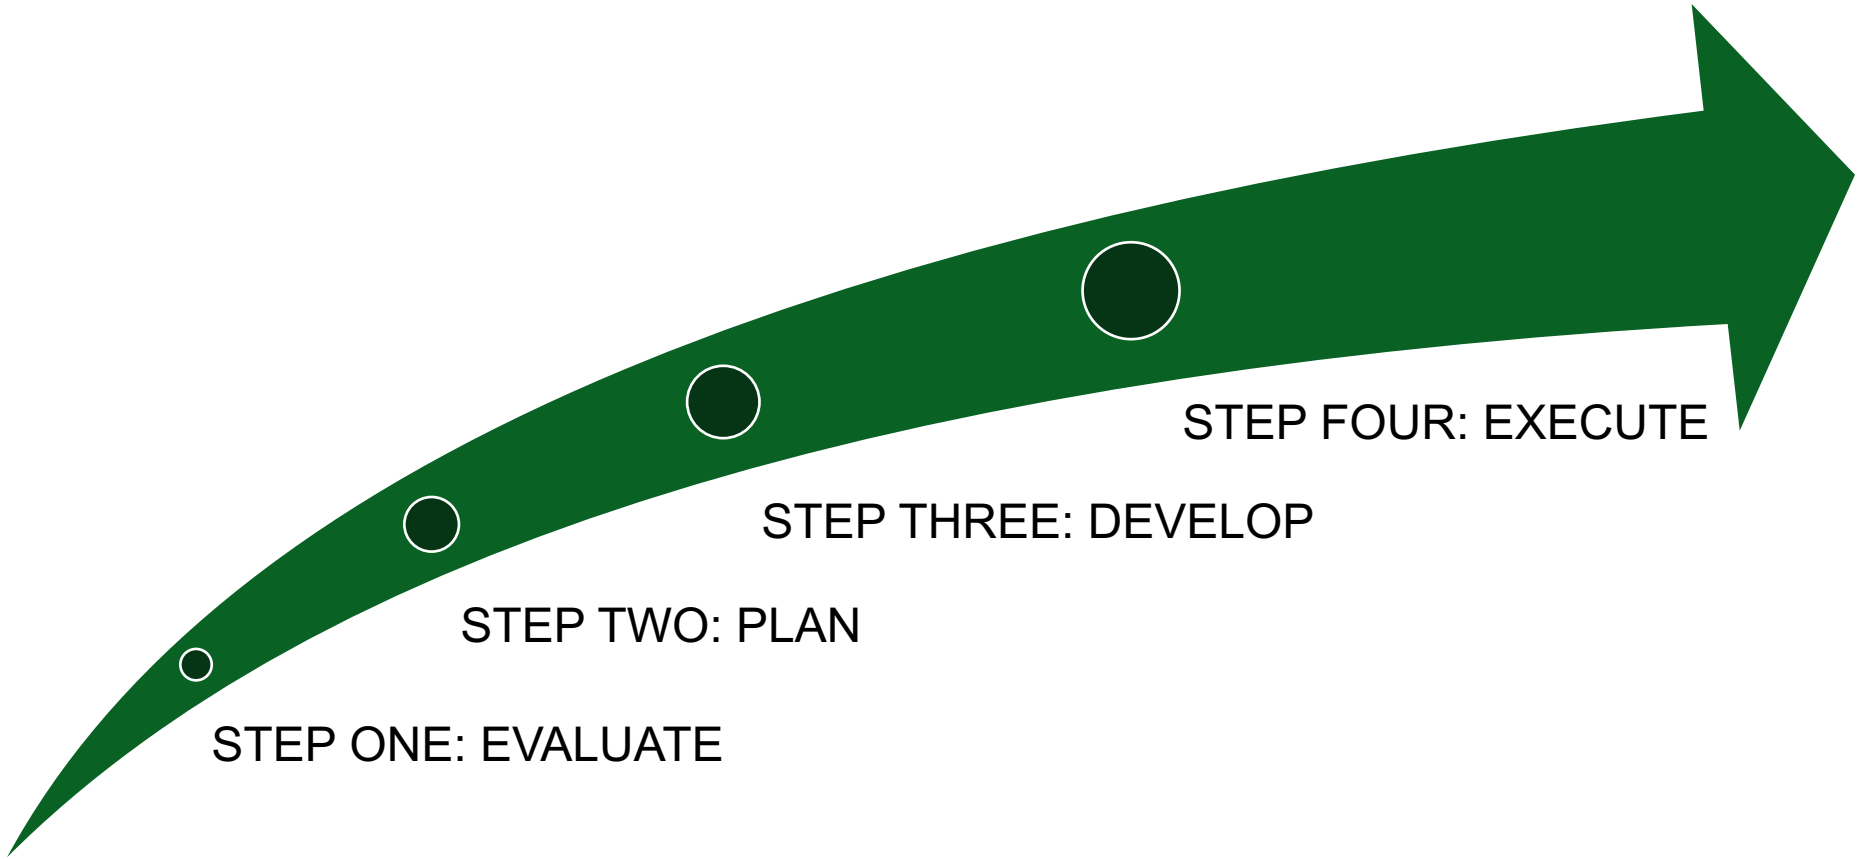 STEP FOUR: EXECUTE
STEP THREE: DEVELOP
STEP TWO: PLAN
STEP ONE: EVALUATE